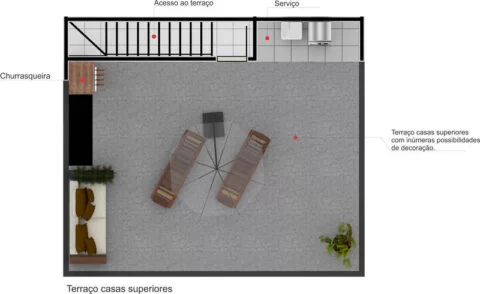 Acesso ao terraço
Serviço
Churrasqueira
Terraço casas superiores
com inúmeras possibilidades
de decoração.
Terraço casas superiores